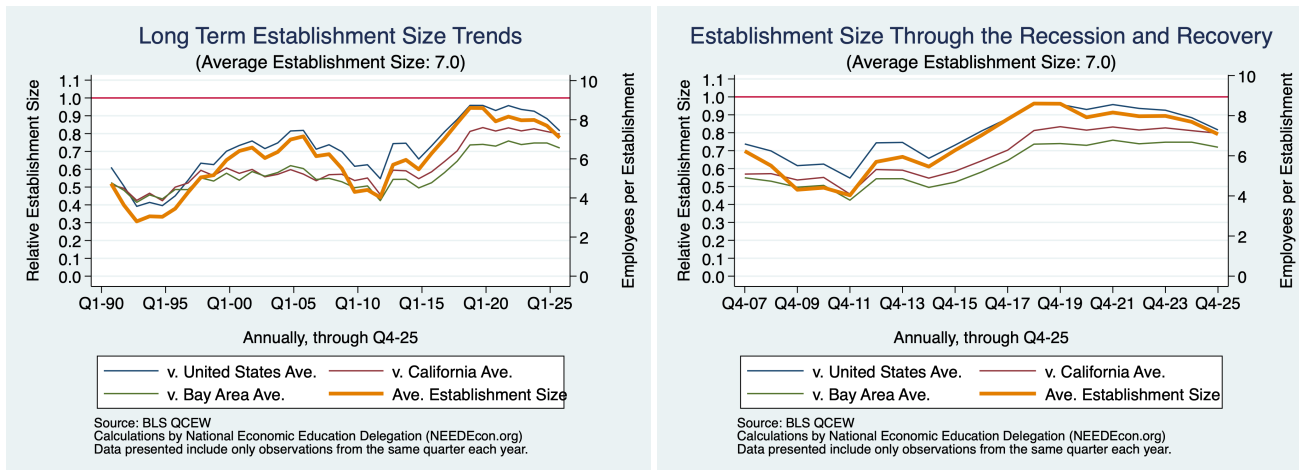 Long Term Establishment Size Trends
(Average Establishment Size: 7.0)
Relative Establishment Size
1.1
1.0
0.9
0.8
0.7
0.6
0.5
0.4
0.3
0.2
0.1
0.0
10
8
6
4
2
0
Employees per Establishment
Q1-90 Q1-95 Q1-00 Q1-05 Q1-10 Q1-15 Q1-20 Q1-25
Annually, through Q4-25
v. United States Ave. v. California Ave.
v. Bay Area Ave. Ave. Establishment Size
Source: BLS QCEW
Calculations by National Economic Education Delegation (NEEDEcon.org)
Data presented include only observations from the same quarter each year.
Establishment Size Through the Recession and Recovery
(Average Establishment Size: 7.0)
Relative Establishment Size
1.1
1.0
0.9
0.8
0.7
0.6
0.5
0.4
0.3
0.2
0.1
0.0
10
8
6
4
2
0
Employees per Establishment
Q4-07 Q4-09 Q4-11 Q4-13 Q4-15 Q4-17 Q4-19 Q4-21 Q4-23 Q4-25
Annually, through Q4-25
v. United States Ave. v. California Ave.
v. Bay Area Ave. Ave. Establishment Size
Source: BLS QCEW
Calculations by National Economic Education Delegation (NEEDEcon.org)
Data presented include only observations from the same quarter each year.